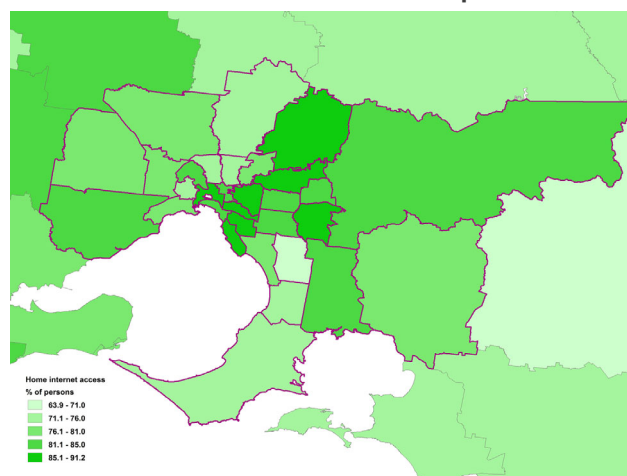 Home internet access
% of persons
63.9 - 71.0
71.1 - 76.0
76.1 - 81.0
81.1 - 85.0
85.1 - 91.2